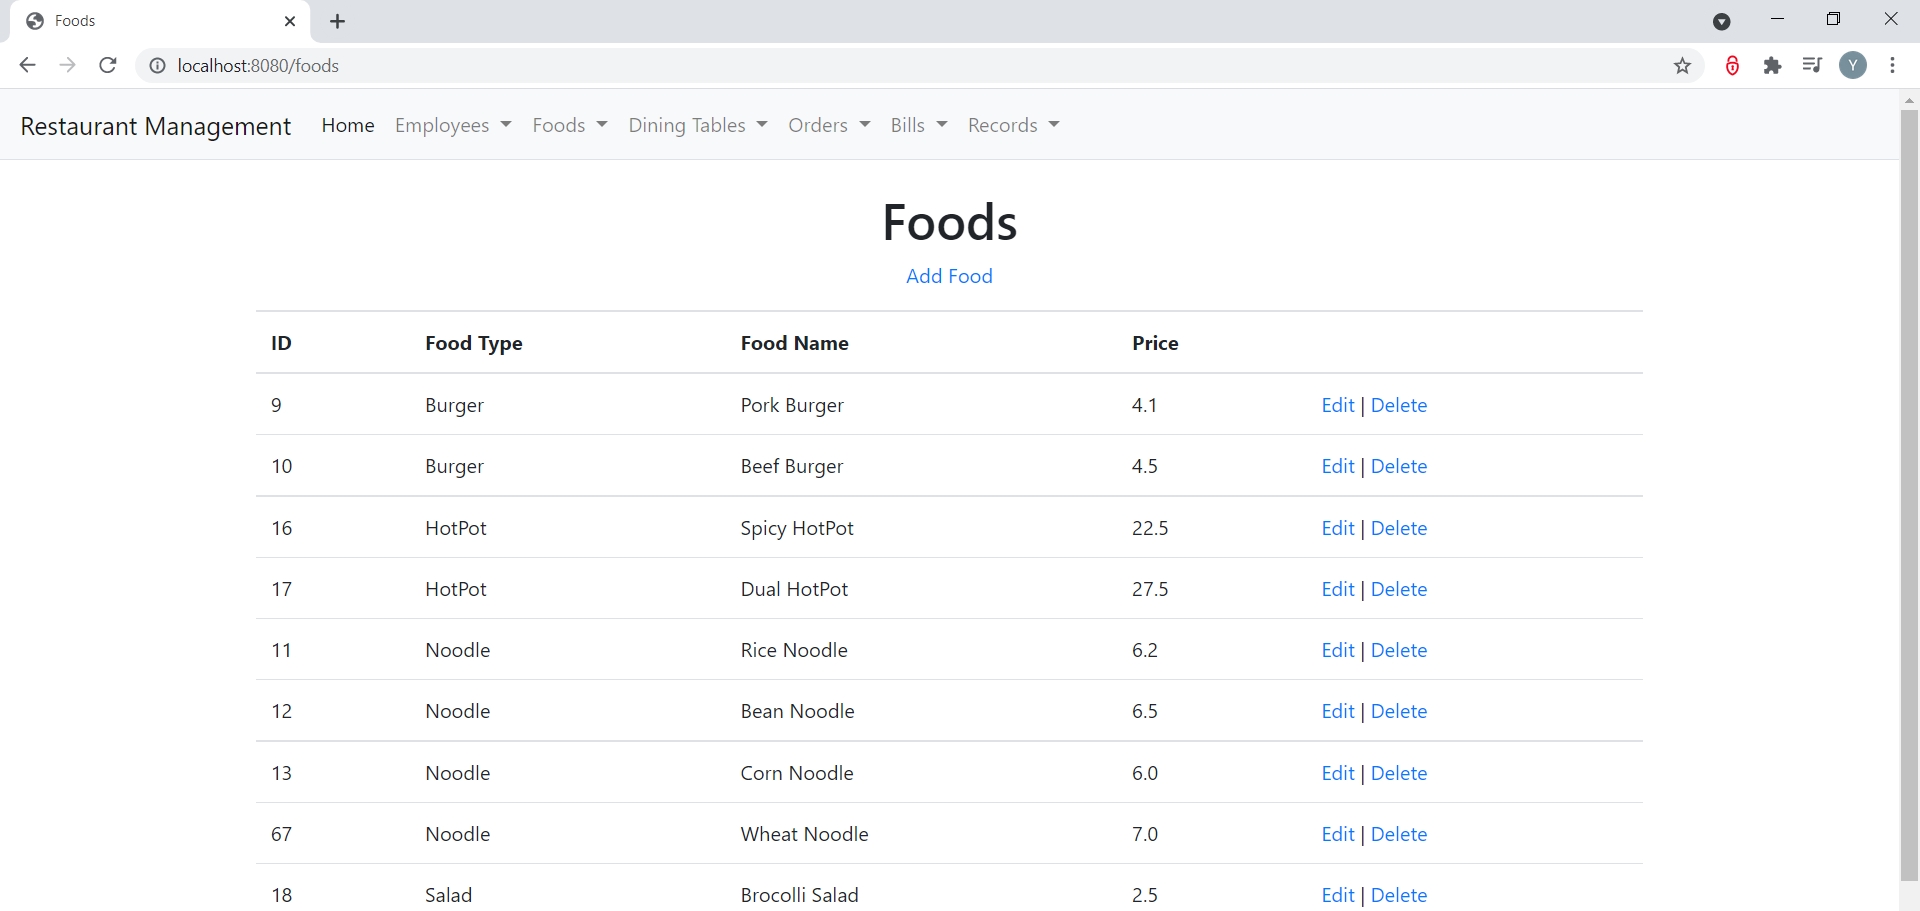 Foods
localhost:8080/foods
Y
Restaurant Management Home Employees Foods Dining Tables Orders Bills Records
Foods
Add Food
ID Food Type Food Name Price
9 Burger Pork Burger 4.1 Edit | Delete
10 Burger Beef Burger 4.5 Edit | Delete
16 HotPot Spicy HotPot 22.5 Edit | Delete
17 HotPot Dual HotPot 27.5 Edit | Delete
11 Noodle Rice Noodle 6.2 Edit | Delete
12 Noodle Bean Noodle 6.5 Edit | Delete
13 Noodle Corn Noodle 6.0 Edit | Delete
67 Noodle Wheat Noodle 7.0 Edit | Delete
18 Salad Brocolli Salad 2.5 Edit | Delete